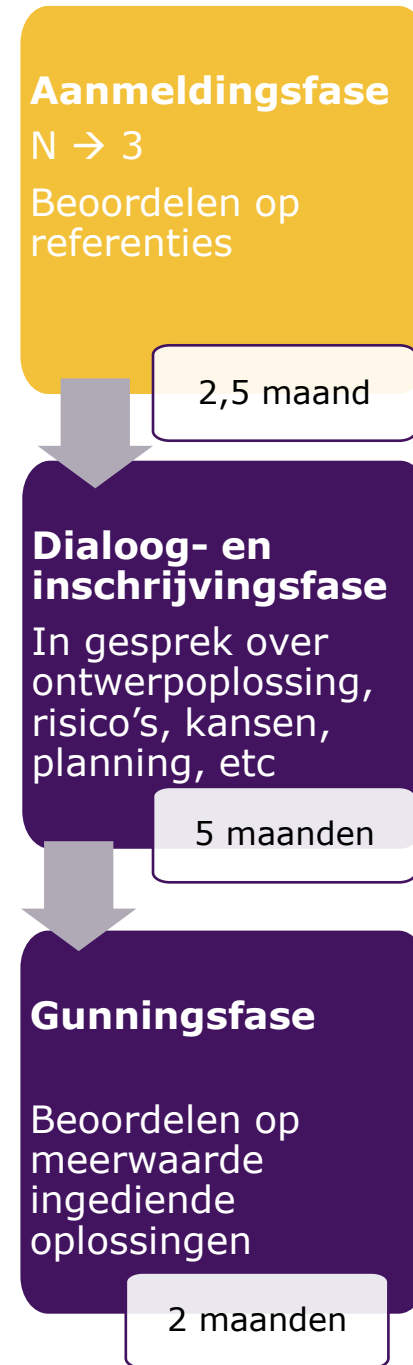 Aanmeldingsfase
N → 3
Beoordelen op
referenties
2,5 maand
Dialoog- en
inschrijvingsfase
In gesprek over
ontwerpoplossing,
risico’s, kansen,
planning, etc
5 maanden
Gunningsfase
Beoordelen op
meerwaarde
ingediende
oplossingen
2 maanden